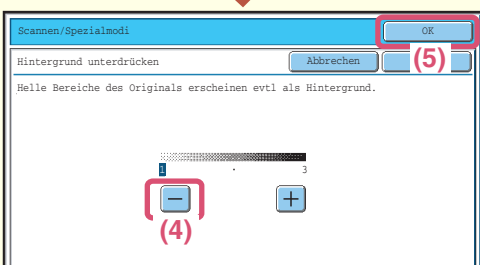 Scannen/Spezialmodi OK
Hintergrund unterdrücken Abbrechen (5)
Helle Bereiche des Originals erscheinen evtl als Hintergrund.
1 · 3
− +
(4)